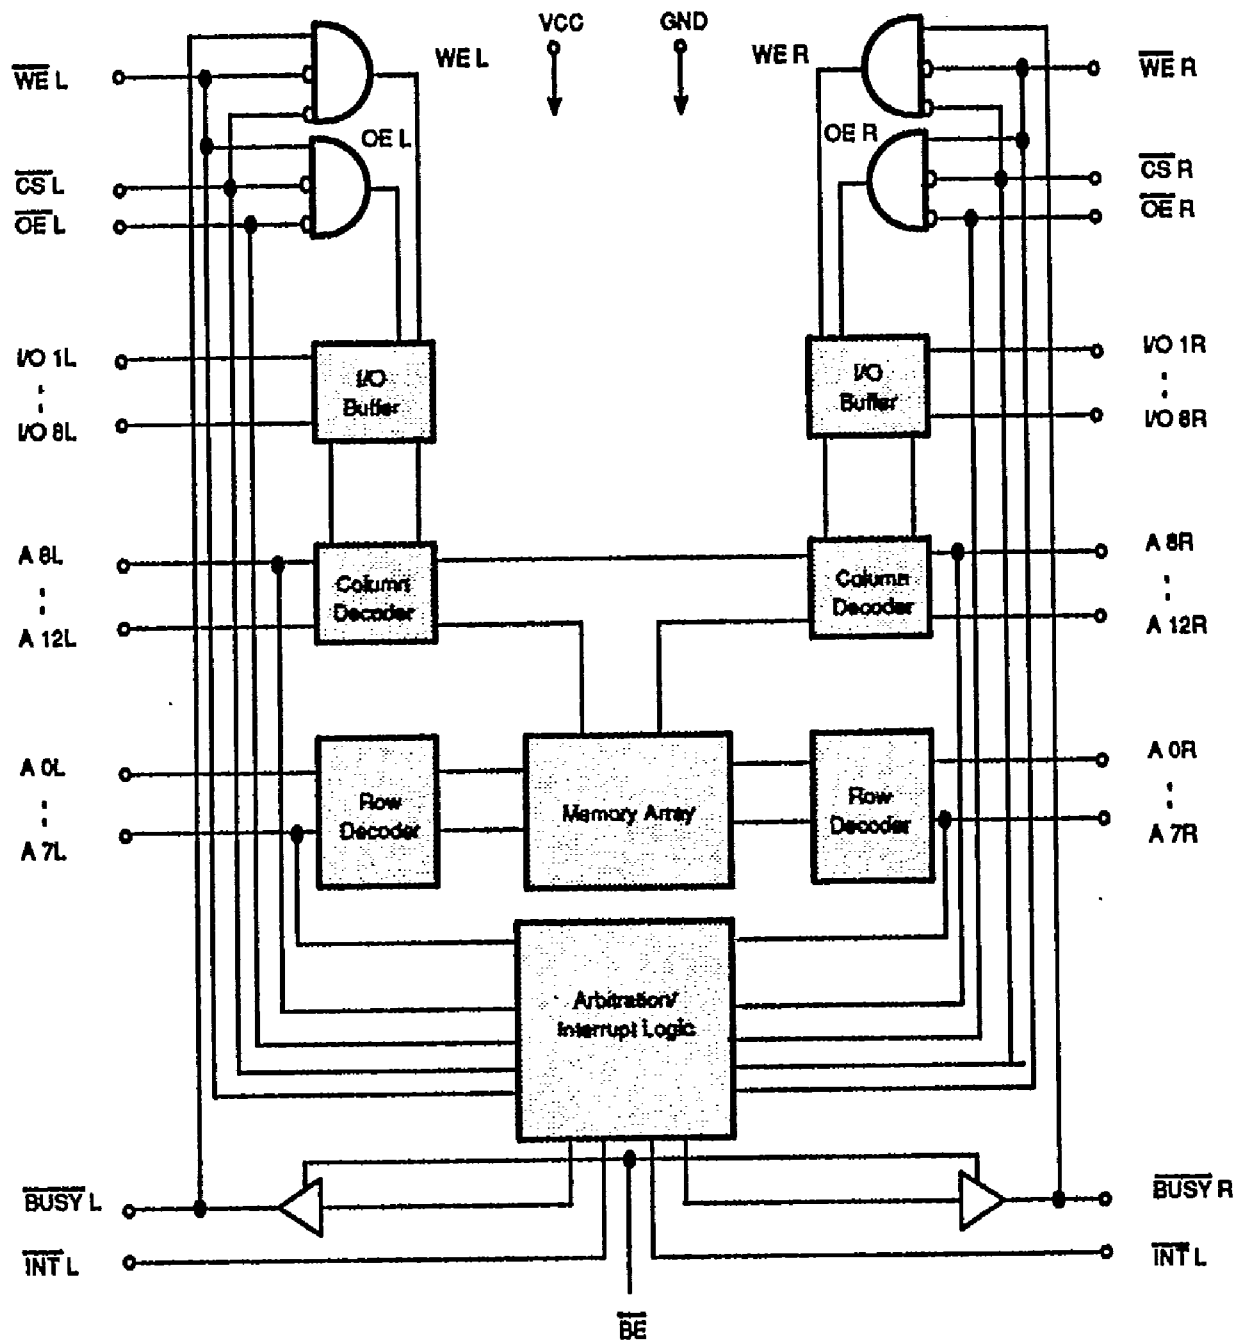 VCC
GND
WE L
WE R
WE L
WE R
OE L
OE R
CS L
CS R
OE L
OE R
I/O 1L
I/O 8L
I/O
Buffer
I/O
Buffer
I/O 1R
I/O 8R
A 8L
A 12L
Column
Decoder
Column
Decoder
A 8R
A 12R
A 0L
A 7L
Row
Decoder
Memory Array
Row
Decoder
A 0R
A 7R
Arbitration/
Interrupt Logic
BUSY L
BUSY R
INT L
INT L
BE